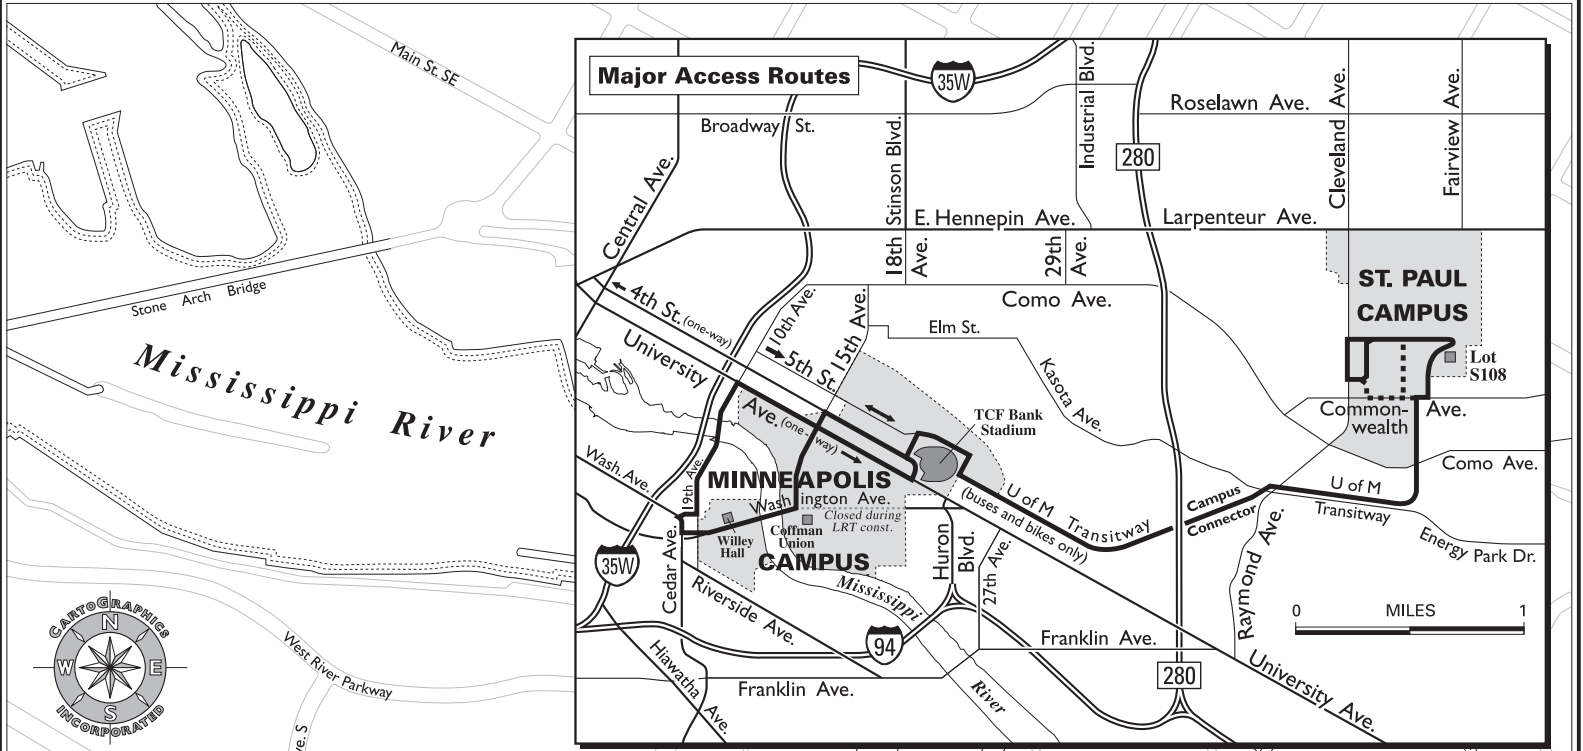 Main St. SE
Stone Arch Bridge
Mississippi River
West River Parkway
ve. S
CARTOGRAPHICS
INCORPORATED
N
W
E
S
Major Access Routes
35W
Broadway St.
Central Ave.
Stinson Blvd.
18th
Ave.
Industrial Blvd.
29th
Ave.
280
Roselawn Ave.
Cleveland Ave.
Fairview Ave.
E. Hennepin Ave.
Larpenteur Ave.
Como Ave.
Elm St.
Kasota Ave.
4th St. (one-way)
10th Ave.
15th Ave.
5th St.
University
Ave. (one-way)
ST. PAUL
CAMPUS
Lot
S108
Common-
wealth
Ave.
Como Ave.
TCF Bank
Stadium
MINNEAPOLIS
CAMPUS
Wash. Ave.
19th Ave.
Wash
ington Ave.
Closed during
LRT const.
Willey
Hall
Coffman
Union
U of M Transitway
(buses and bikes only)
Campus
Connector
U of M
Transitway
Energy Park Dr.
Raymond Ave.
Huron
Blvd.
27th Ave.
35W
Cedar Ave.
Riverside Ave.
Mississippi
River
94
Hiawatha
Ave.
Franklin Ave.
Franklin Ave.
280
University Ave.
0 MILES 1